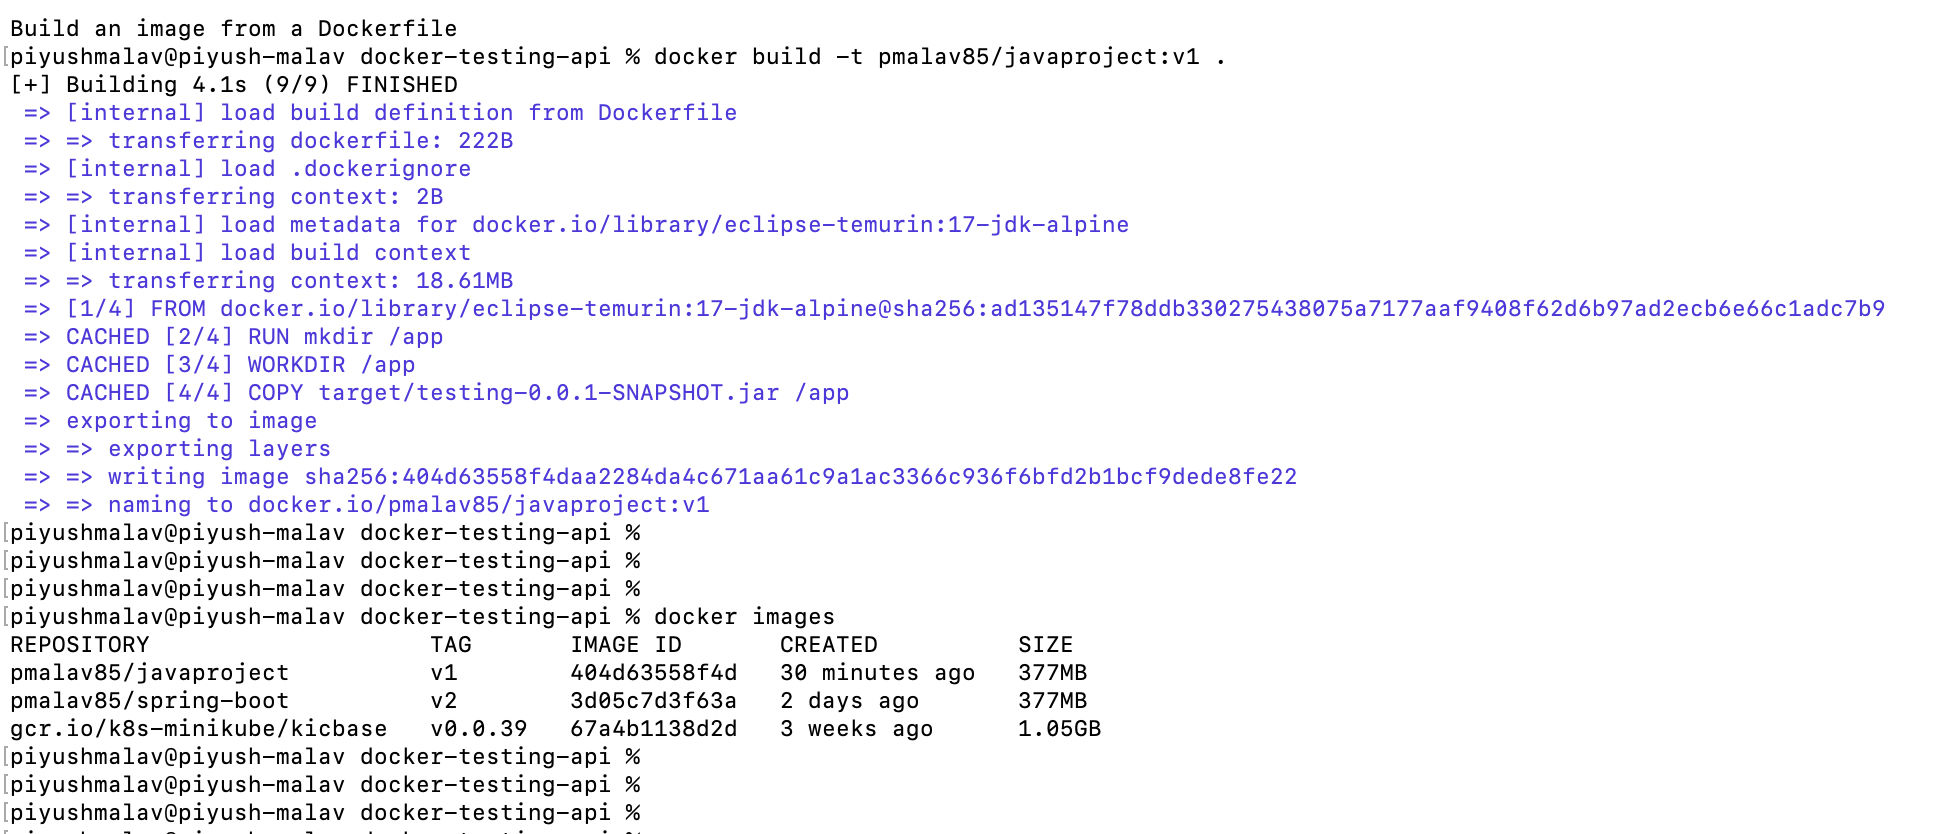 Build an image from a Dockerfile
[piyushmalav@piyush-malav docker-testing-api % docker build -t pmalav85/javaproject:v1 .
[+] Building 4.1s (9/9) FINISHED
=> [internal] load build definition from Dockerfile
=> => transferring dockerfile: 222B
=> [internal] load .dockerignore
=> => transferring context: 2B
=> [internal] load metadata for docker.io/library/eclipse-temurin:17-jdk-alpine
=> [internal] load build context
=> => transferring context: 18.61MB
=> [1/4] FROM docker.io/library/eclipse-temurin:17-jdk-alpine@sha256:ad135147f78ddb330275438075a7177aaf9408f62d6b97ad2ecb6e66c1adc7b9
=> CACHED [2/4] RUN mkdir /app
=> CACHED [3/4] WORKDIR /app
=> CACHED [4/4] COPY target/testing-0.0.1-SNAPSHOT.jar /app
=> exporting to image
=> => exporting layers
=> => writing image sha256:404d63558f4daa2284da4c671aa61c9a1ac3366c936f6bfd2b1bcf9dede8fe22
=> => naming to docker.io/pmalav85/javaproject:v1
[piyushmalav@piyush-malav docker-testing-api %
[piyushmalav@piyush-malav docker-testing-api %
[piyushmalav@piyush-malav docker-testing-api %
[piyushmalav@piyush-malav docker-testing-api % docker images
REPOSITORY TAG IMAGE ID CREATED SIZE
pmalav85/javaproject v1 404d63558f4d 30 minutes ago 377MB
pmalav85/spring-boot v2 3d05c7d3f63a 2 days ago 377MB
gcr.io/k8s-minikube/kicbase v0.0.39 67a4b1138d2d 3 weeks ago 1.05GB
[piyushmalav@piyush-malav docker-testing-api %
[piyushmalav@piyush-malav docker-testing-api %
[piyushmalav@piyush-malav docker-testing-api %